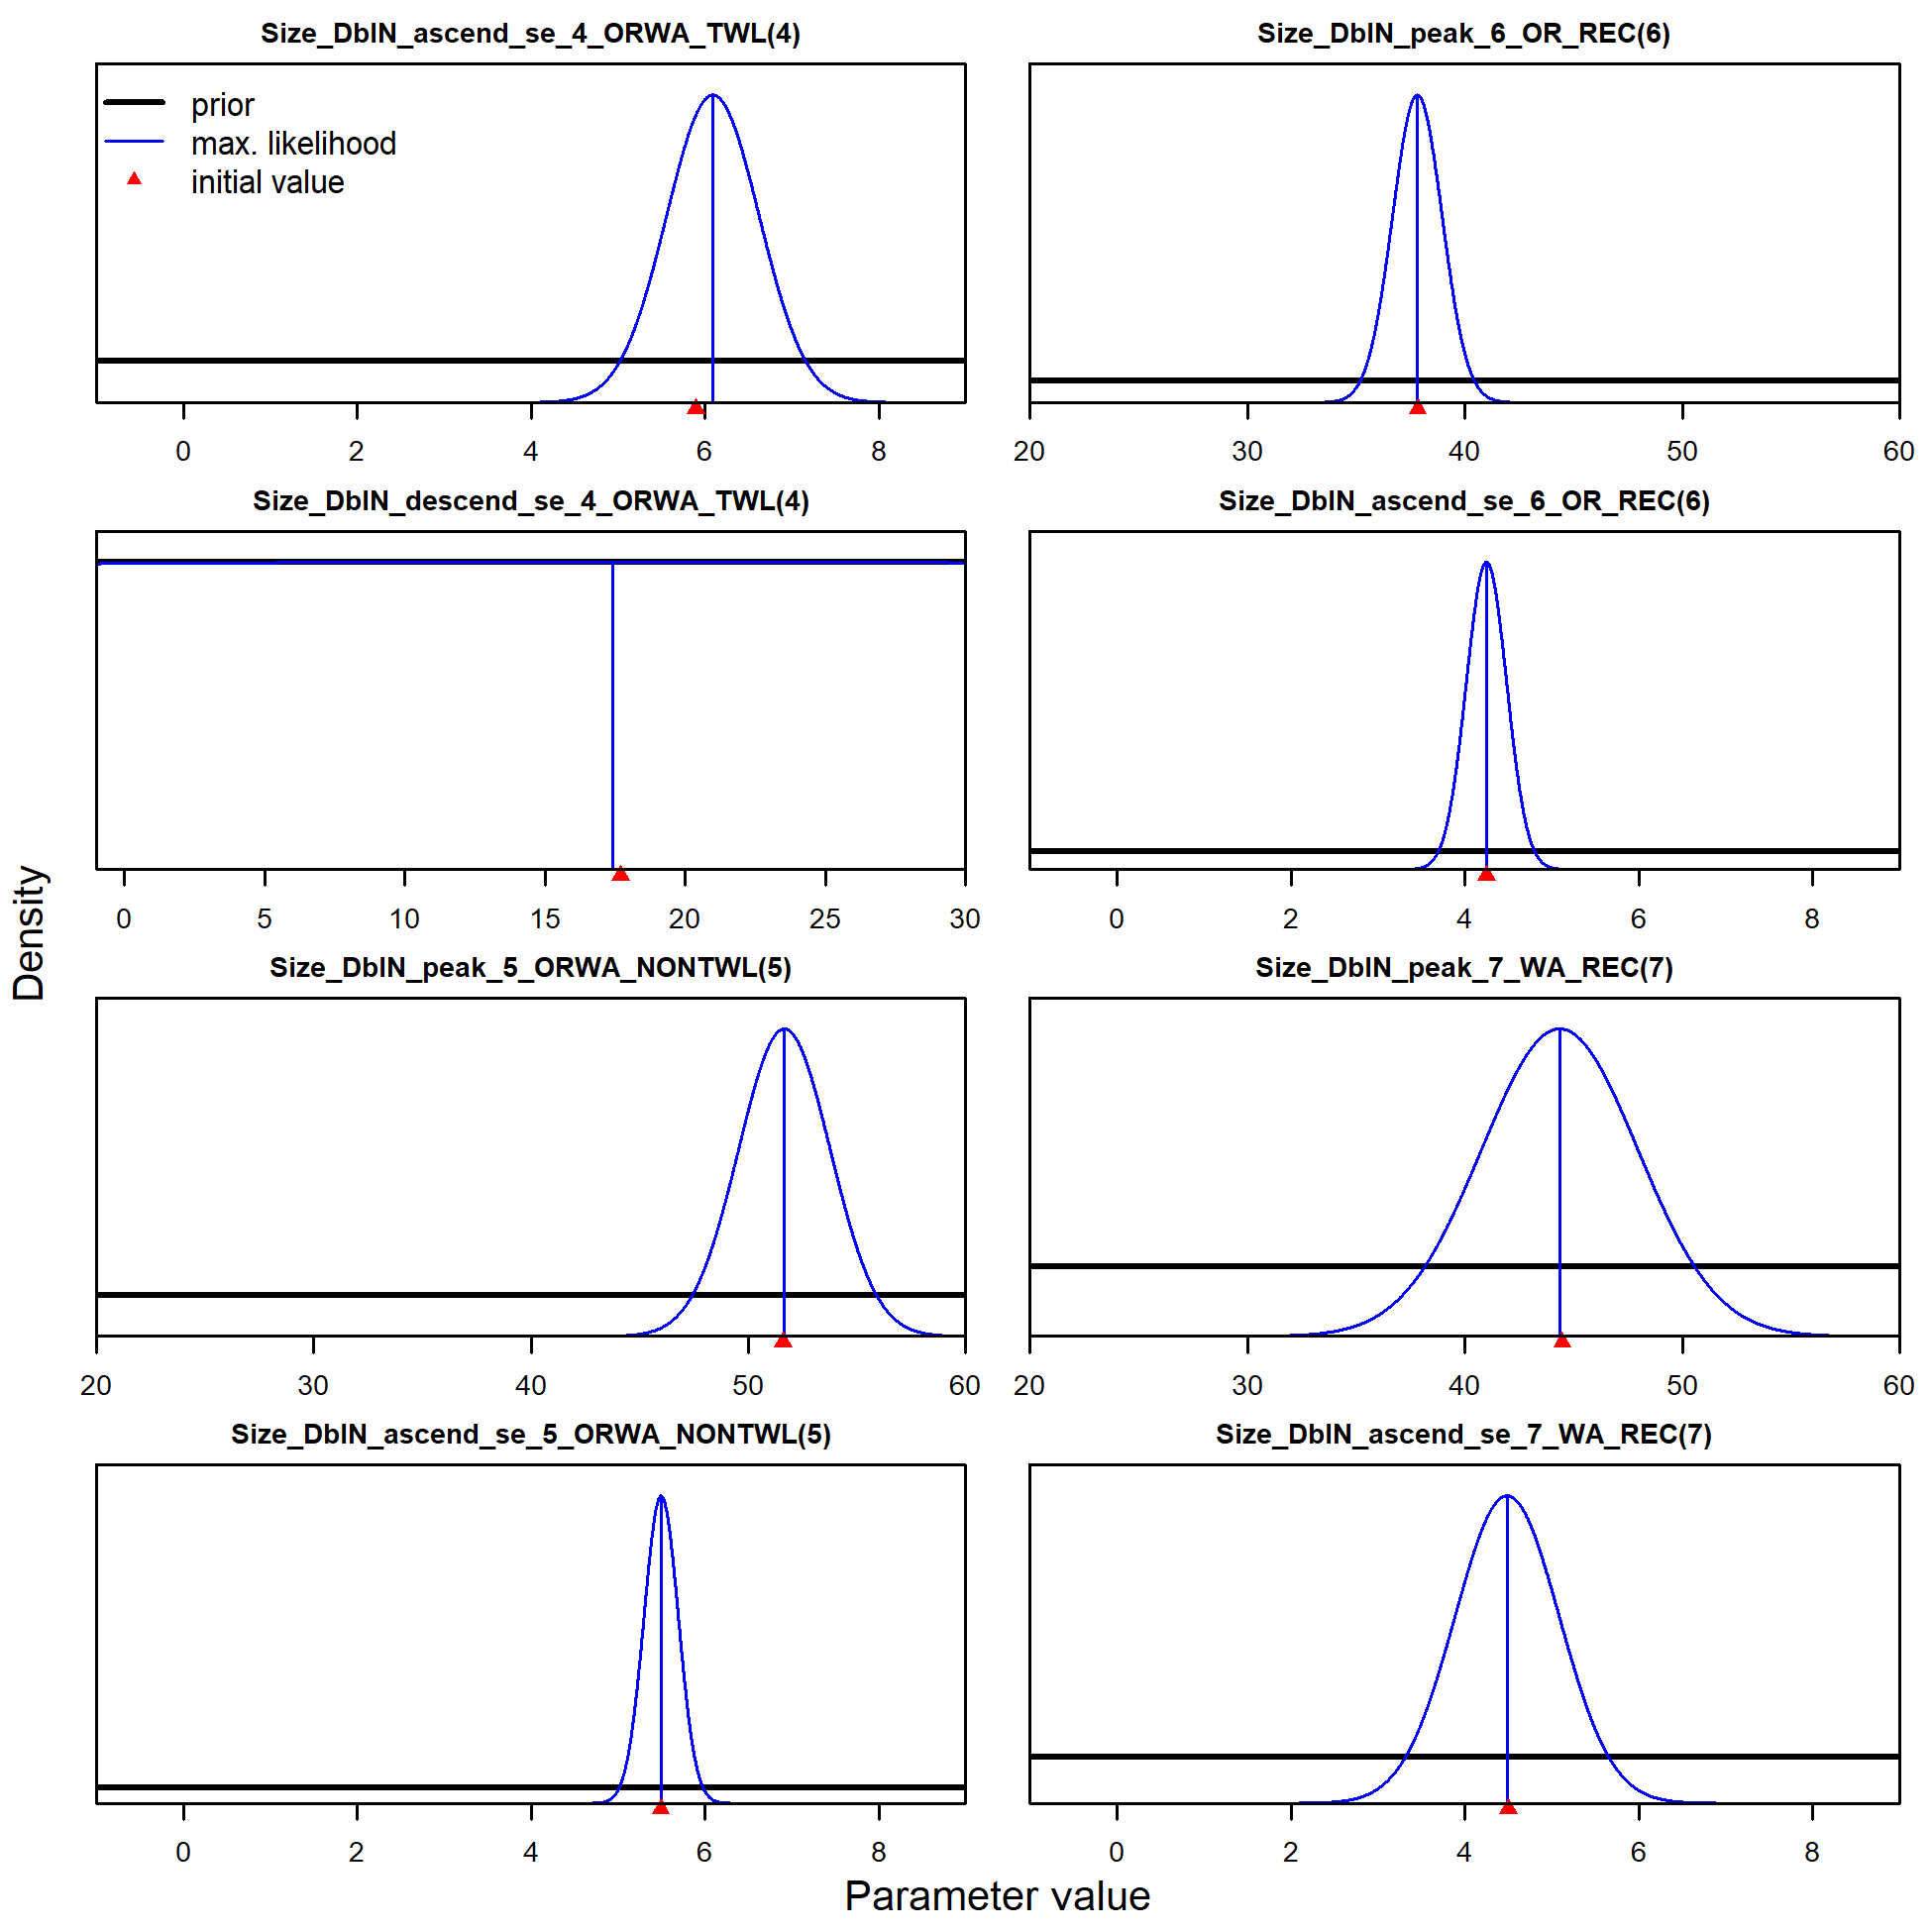 Size_DblN_ascend_se_4_ORWA_TWL(4)
prior
max. likelihood
initial value
0 2 4 6 8
Size_DblN_peak_6_OR_REC(6)
20 30 40 50 60
Size_DblN_descend_se_4_ORWA_TWL(4)
0 5 10 15 20 25 30
Size_DblN_ascend_se_6_OR_REC(6)
0 2 4 6 8
Size_DblN_peak_5_ORWA_NONTWL(5)
20 30 40 50 60
Size_DblN_peak_7_WA_REC(7)
20 30 40 50 60
Size_DblN_ascend_se_5_ORWA_NONTWL(5)
0 2 4 6 8
Size_DblN_ascend_se_7_WA_REC(7)
0 2 4 6 8
Density
Parameter value